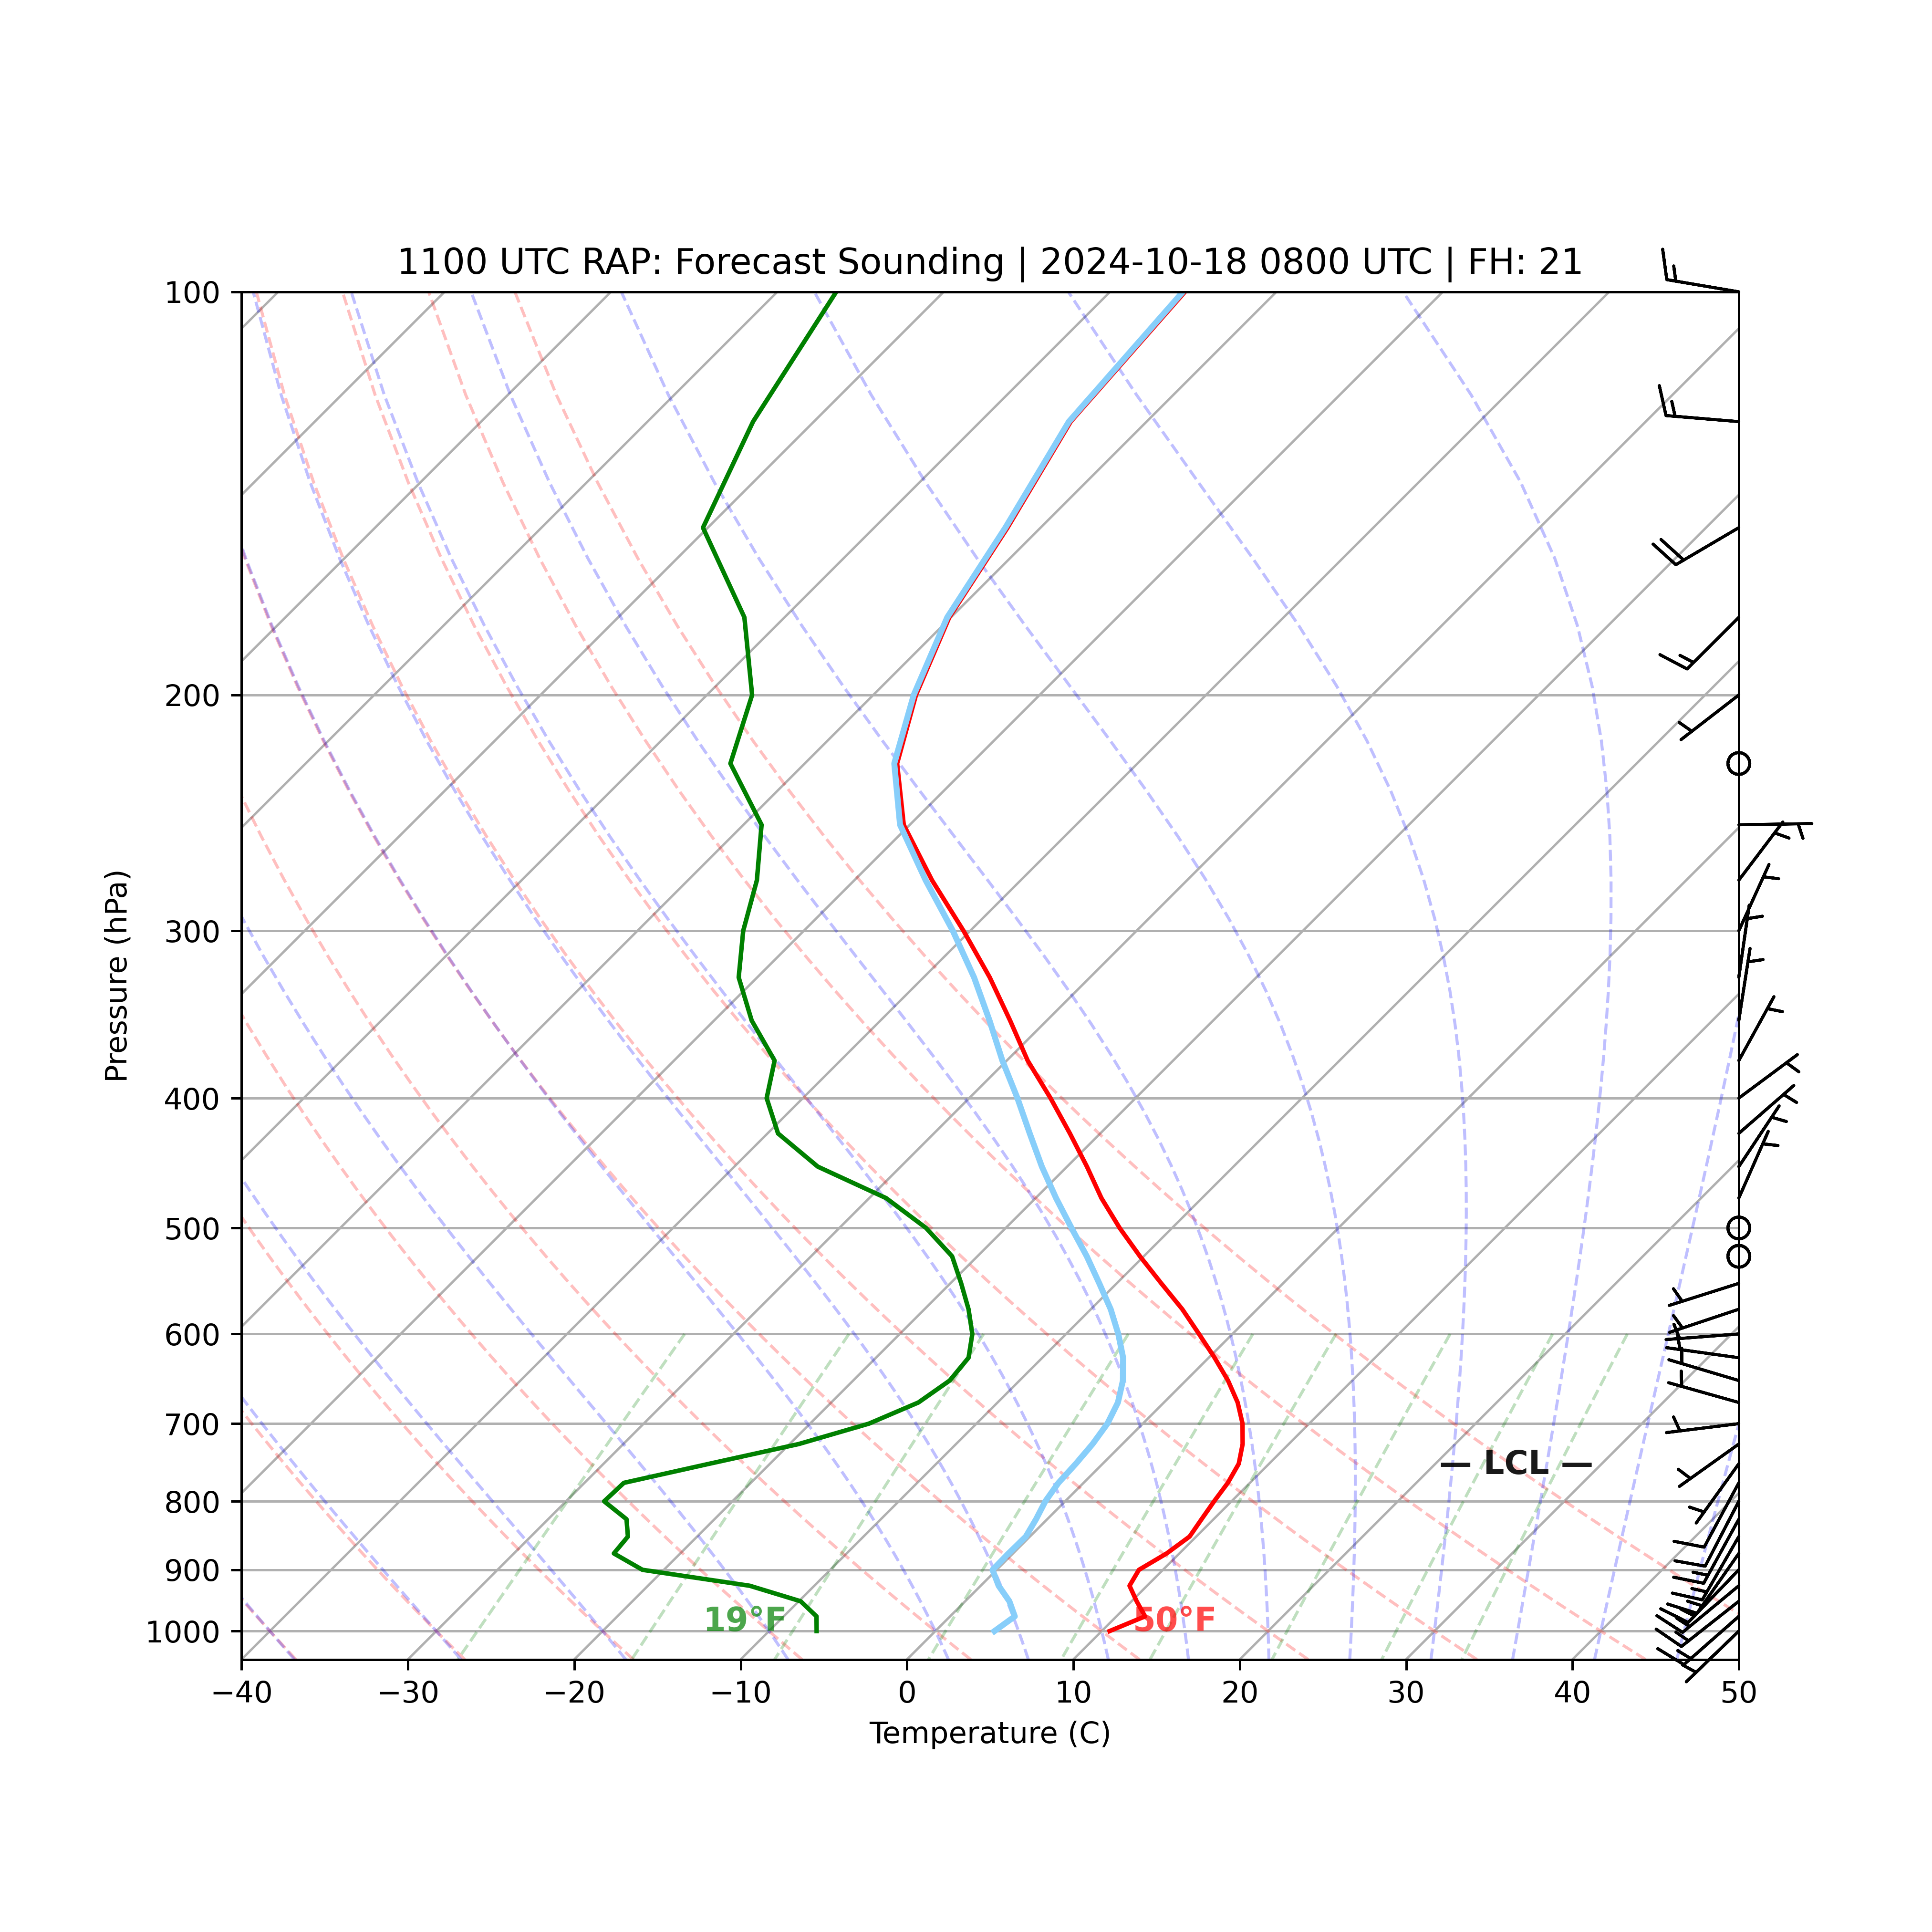 1100 UTC RAP: Forecast Sounding | 2024-10-18 0800 UTC | FH: 21
100
200
300
400
500
600
700
800
900
1000
Pressure (hPa)
— LCL —
19°F
50°F
−40 −30 −20 −10 0 10 20 30 40 50
Temperature (C)